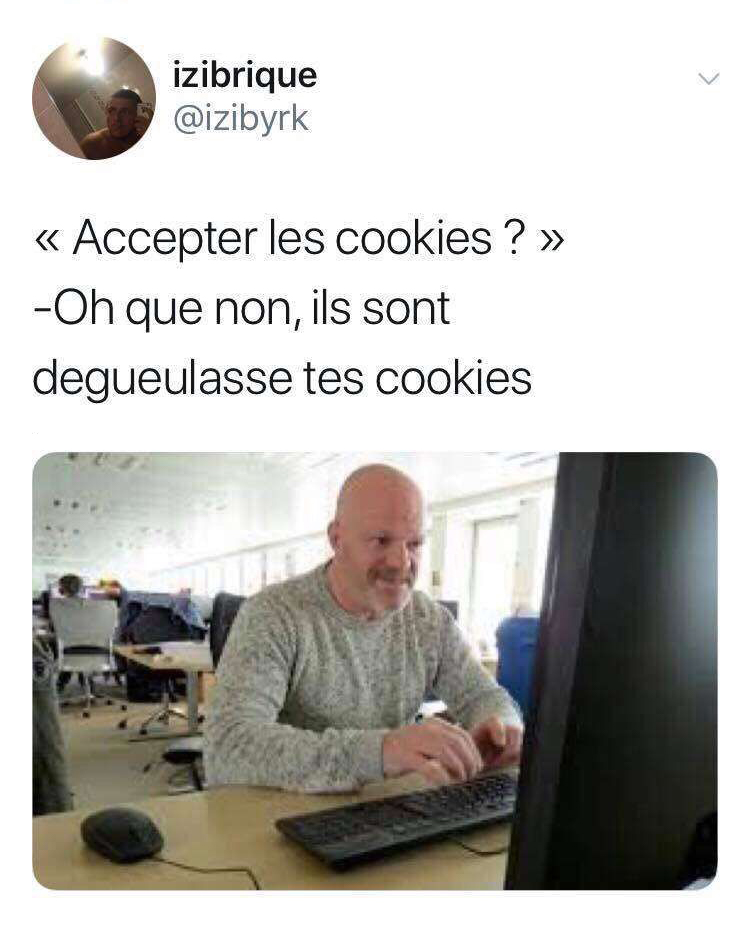 izibrique
@izibyrk
« Accepter les cookies ? »
-Oh que non, ils sont
degueulasse tes cookies